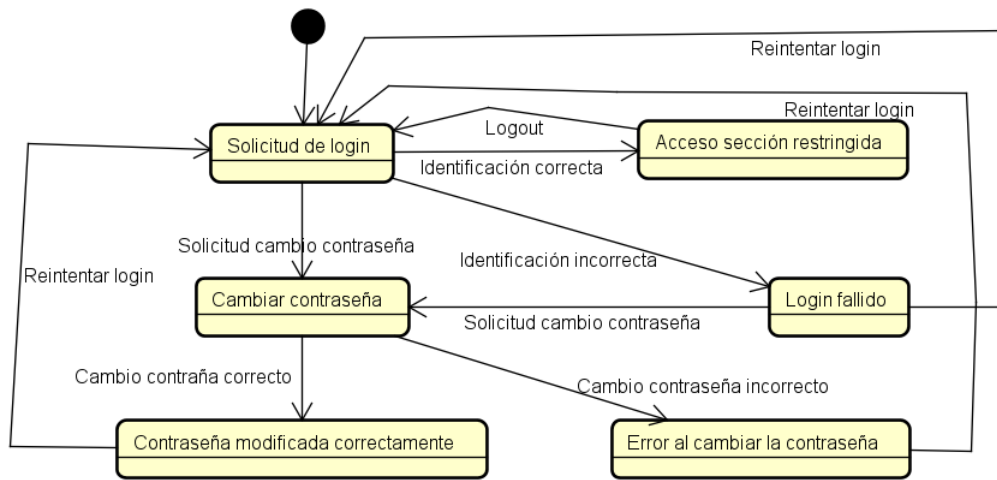 Reintentar login
Reintentar login
Logout
Solicitud de login
Acceso sección restringida
Identificación correcta
Solicitud cambio contraseña
Identificación incorrecta
Reintentar login
Cambiar contraseña
Login fallido
Solicitud cambio contraseña
Cambio contraña correcto
Cambio contraseña incorrecto
Contraseña modificada correctamente
Error al cambiar la contraseña